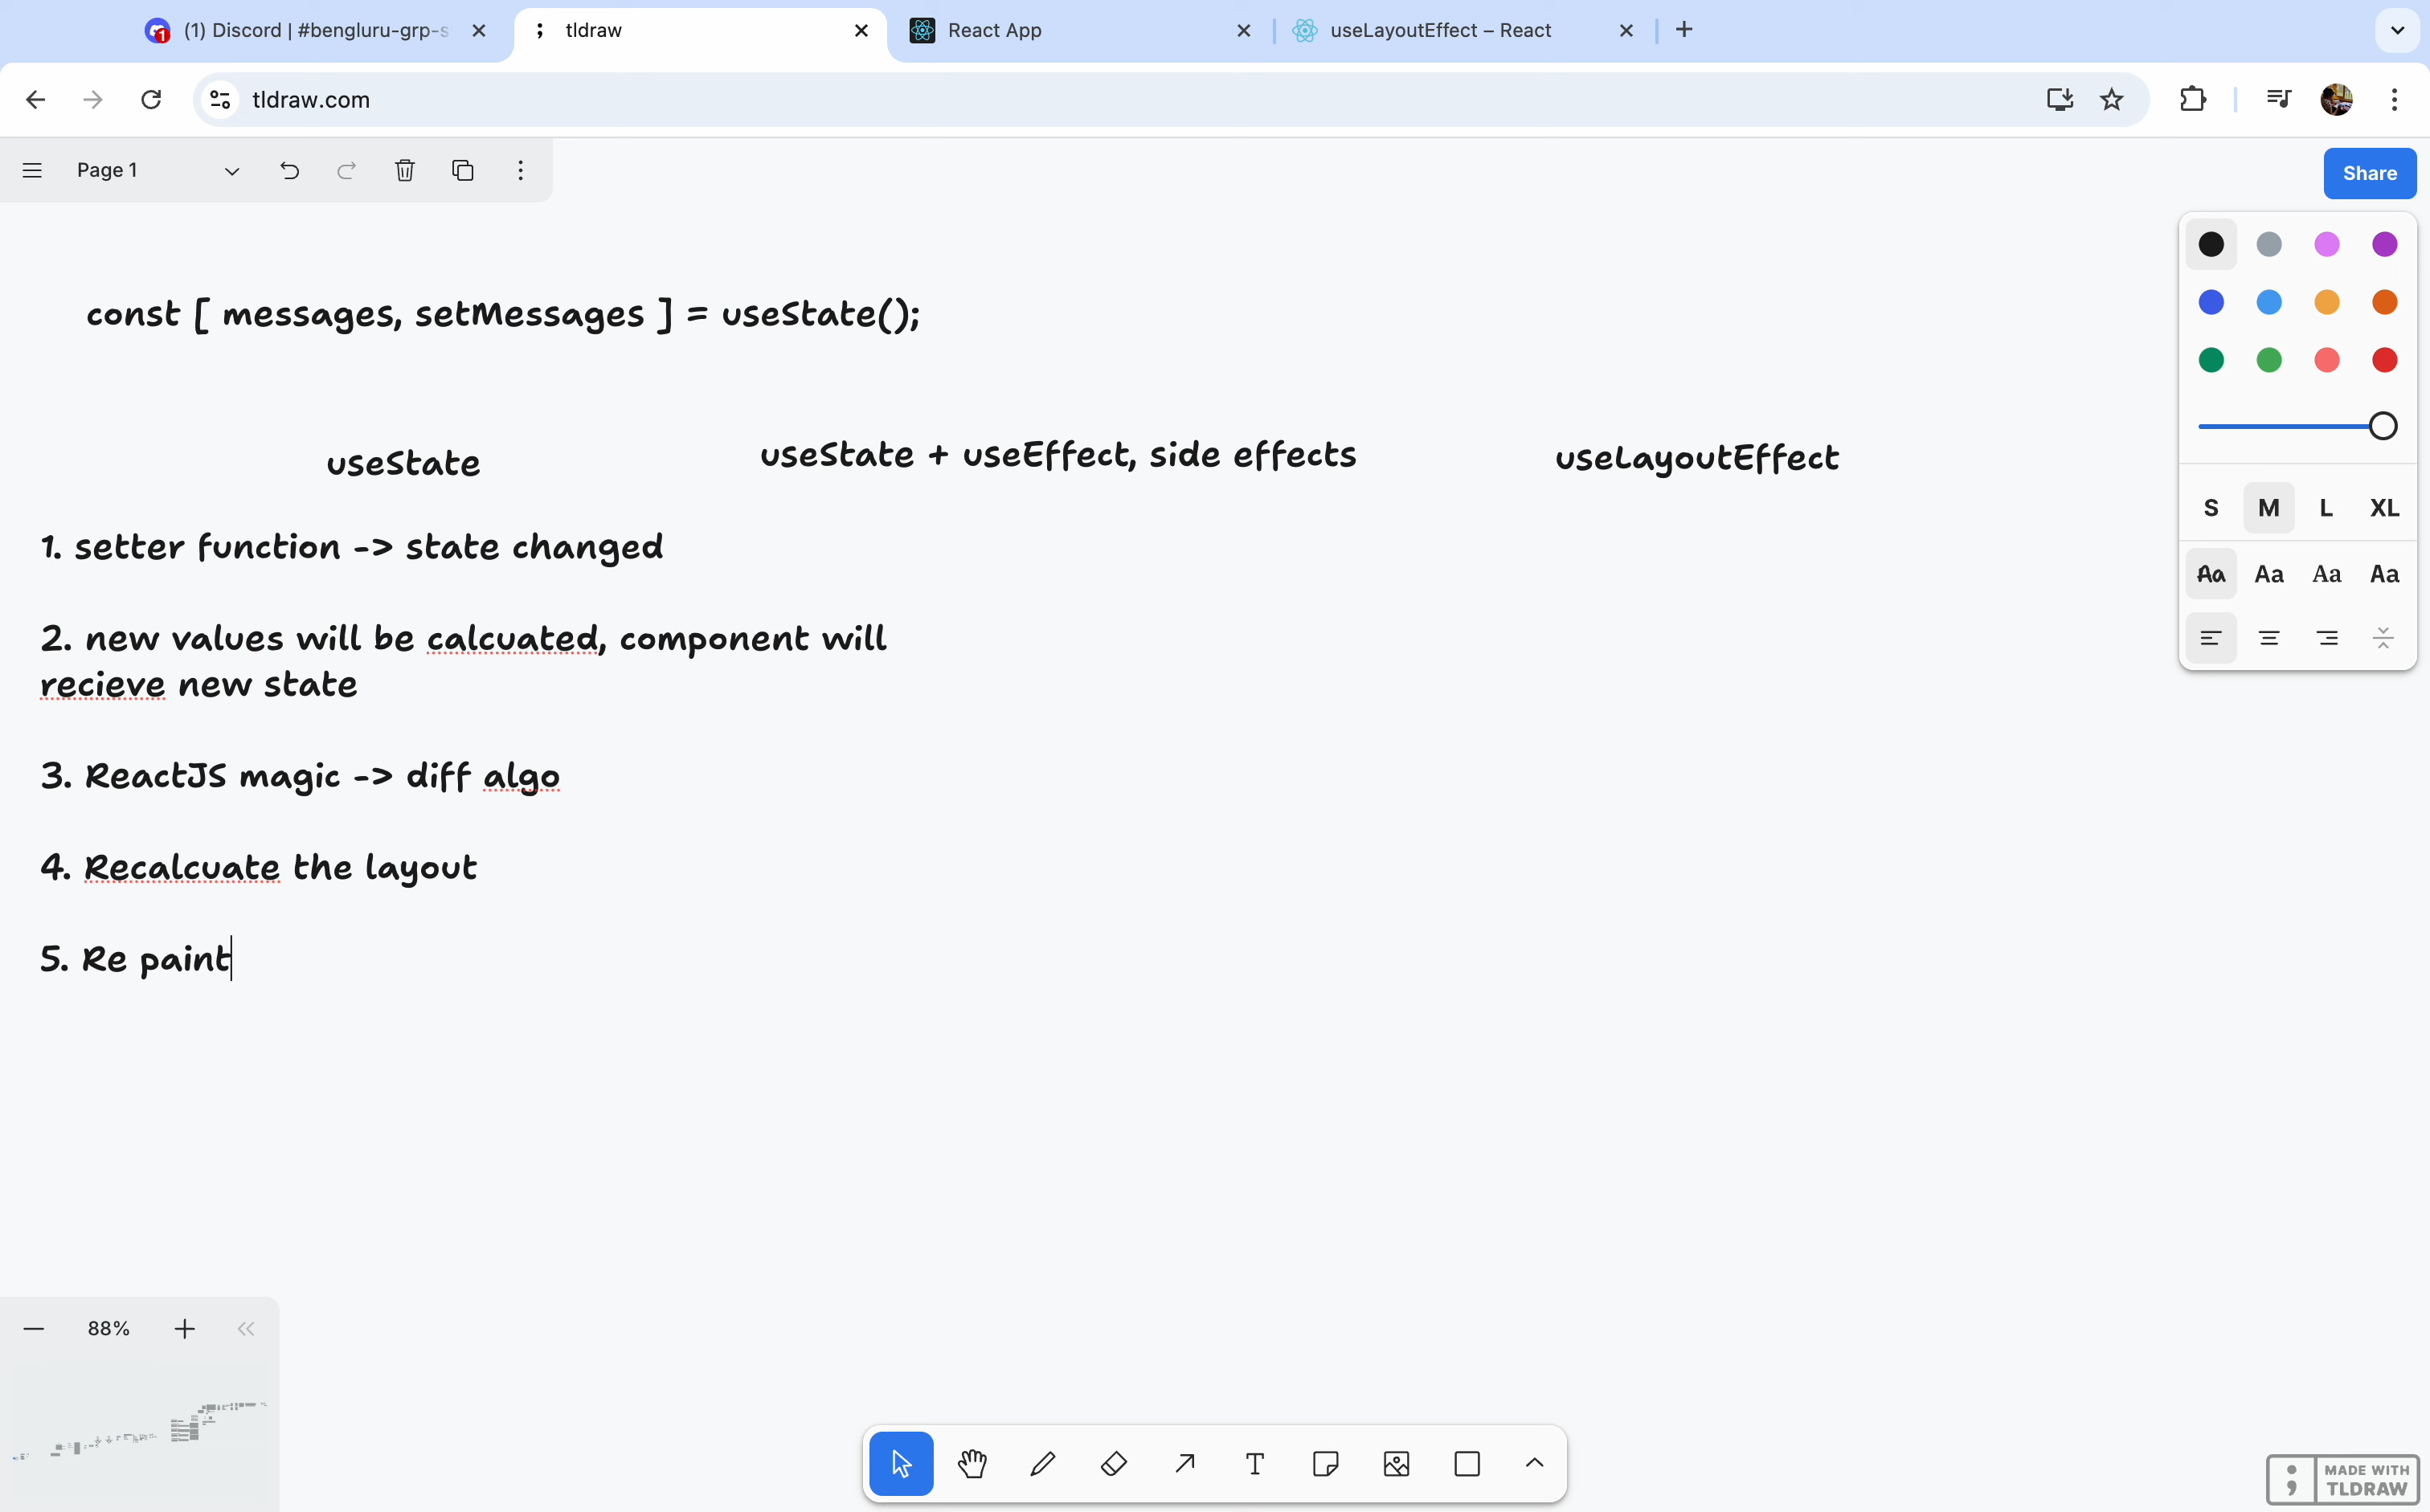 (1) Discord | #bengluru-grp-s
tldraw
React App
useLayoutEffect – React
tldraw.com
Page 1
Share
const [ messages, setMessages ] = useState();
useState
useState + useEffect, side effects
useLayoutEffect
S M L XL
Aa Aa Aa Aa
1. setter function -> state changed
2. new values will be calcuated, component will
recieve new state
3. ReactJS magic -> diff algo
4. Recalcuate the layout
5. Re paint
88%
T
MADE WITH
TLDRAW